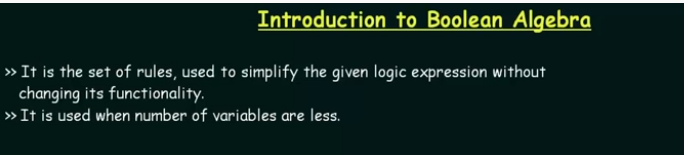 Introduction to Boolean Algebra
>> It is the set of rules, used to simplify the given logic expression without
changing its functionality.
>> It is used when number of variables are less.